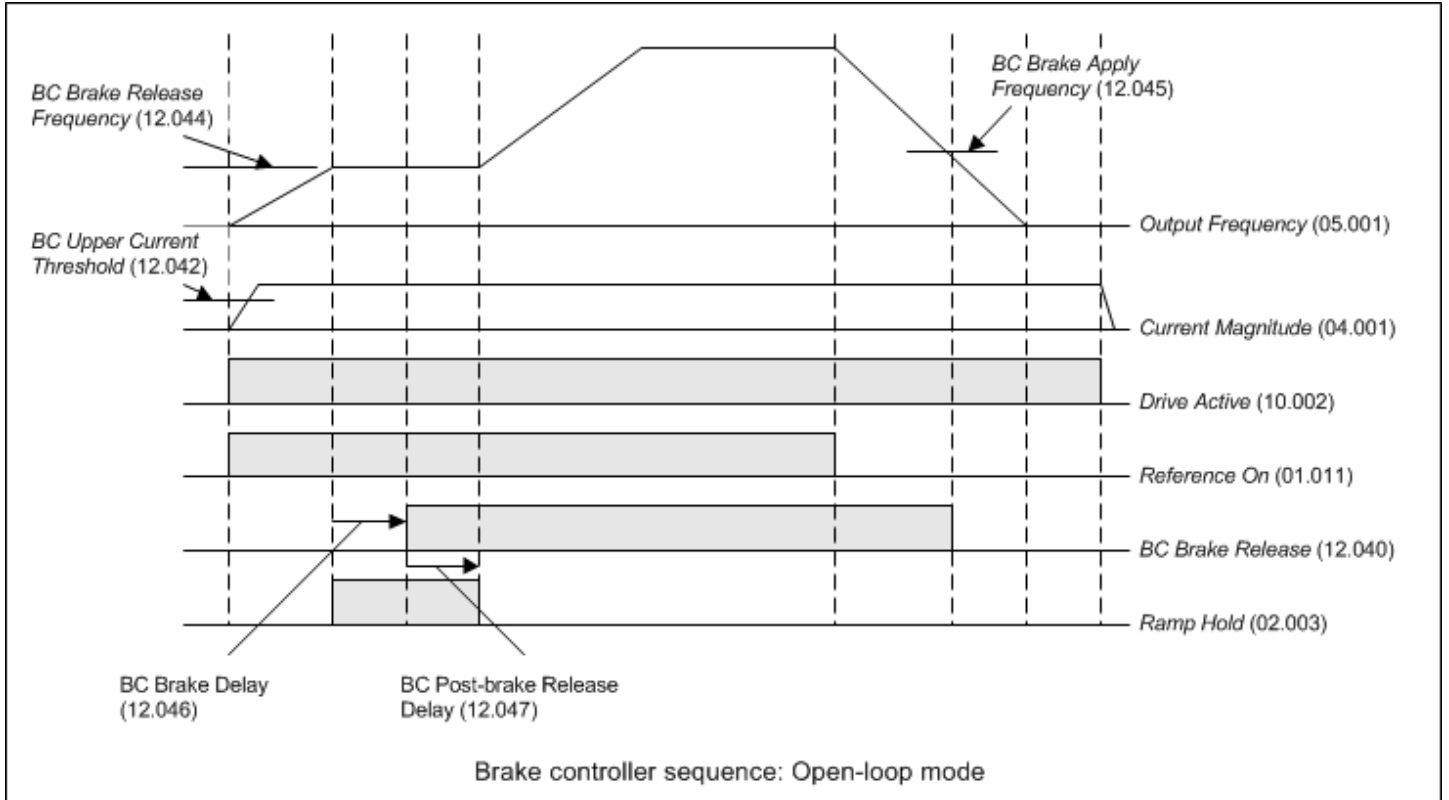 BC Brake Release
Frequency (12.044)
BC Brake Apply
Frequency (12.045)
Output Frequency (05.001)
BC Upper Current
Threshold (12.042)
Current Magnitude (04.001)
Drive Active (10.002)
Reference On (01.011)
BC Brake Release (12.040)
Ramp Hold (02.003)
BC Brake Delay
(12.046)
BC Post-brake Release
Delay (12.047)
Brake controller sequence: Open-loop mode